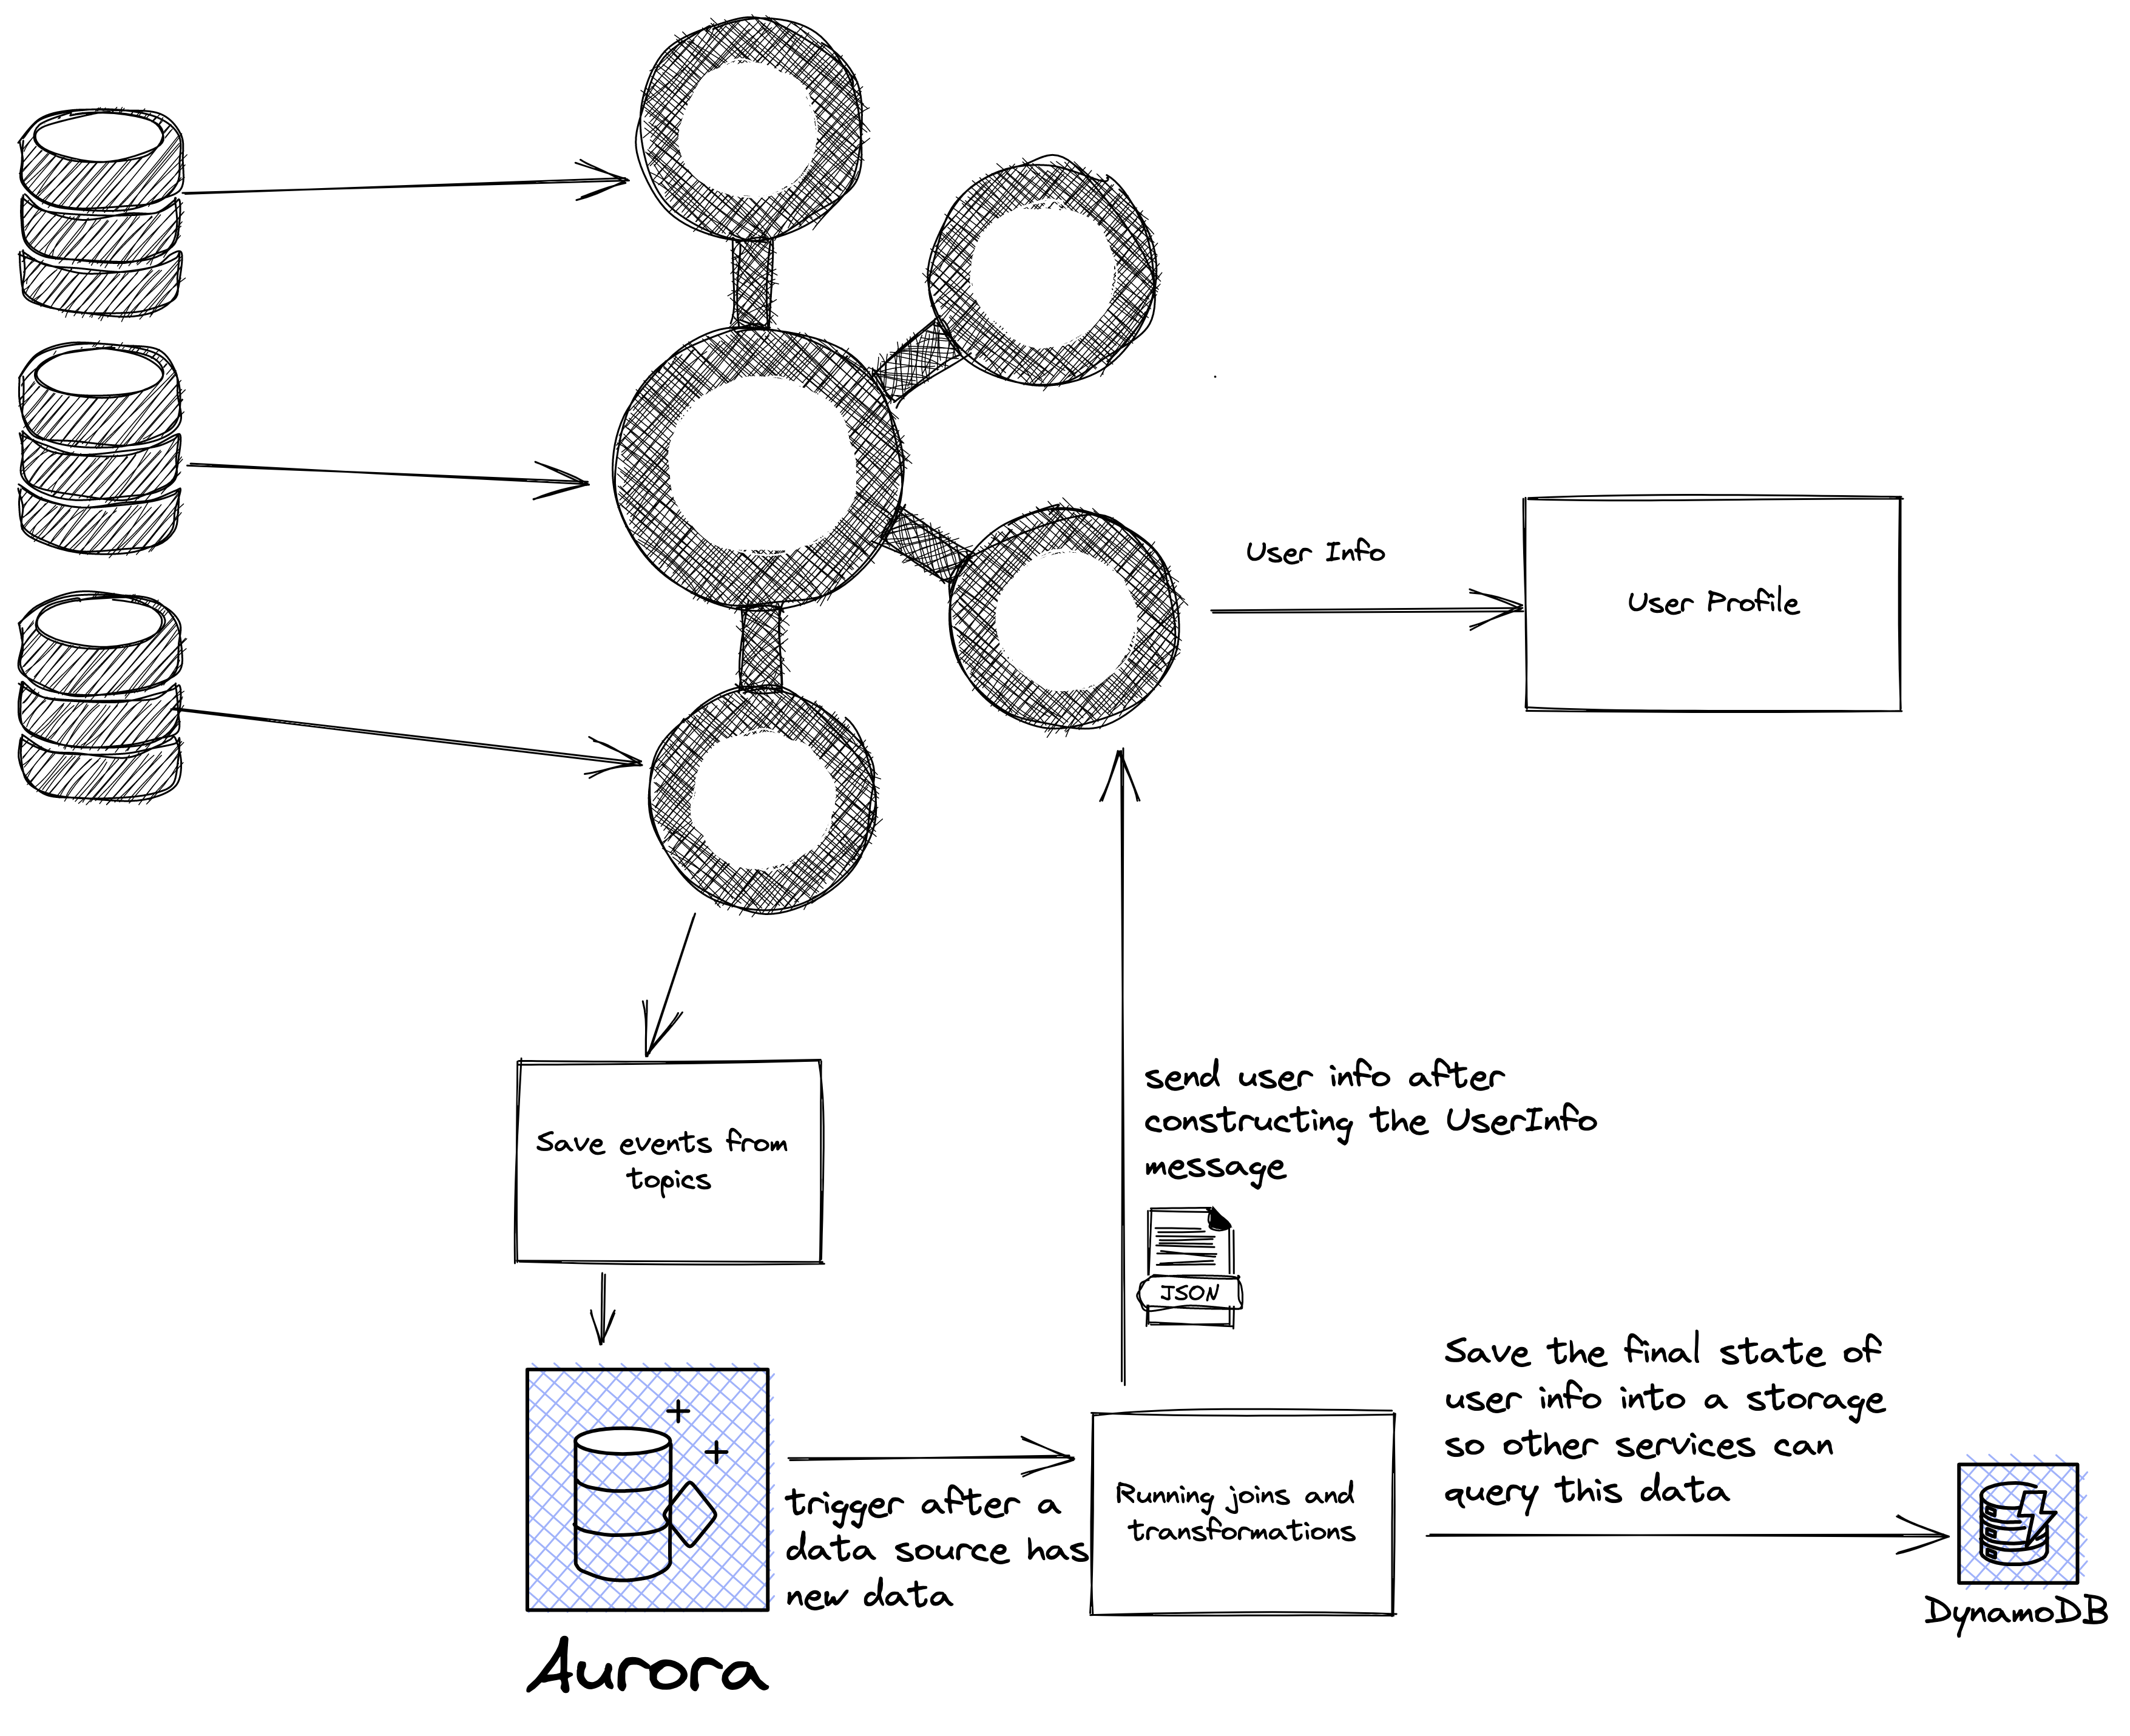 User Info
User Profile
Save events from
topics
send user info after
constructing the UserInfo
message
JSON
Aurora
trigger after a
data source has
new data
Running joins and
transformations
Save the final state of
user info into a storage
so other services can
query this data
DynamoDB